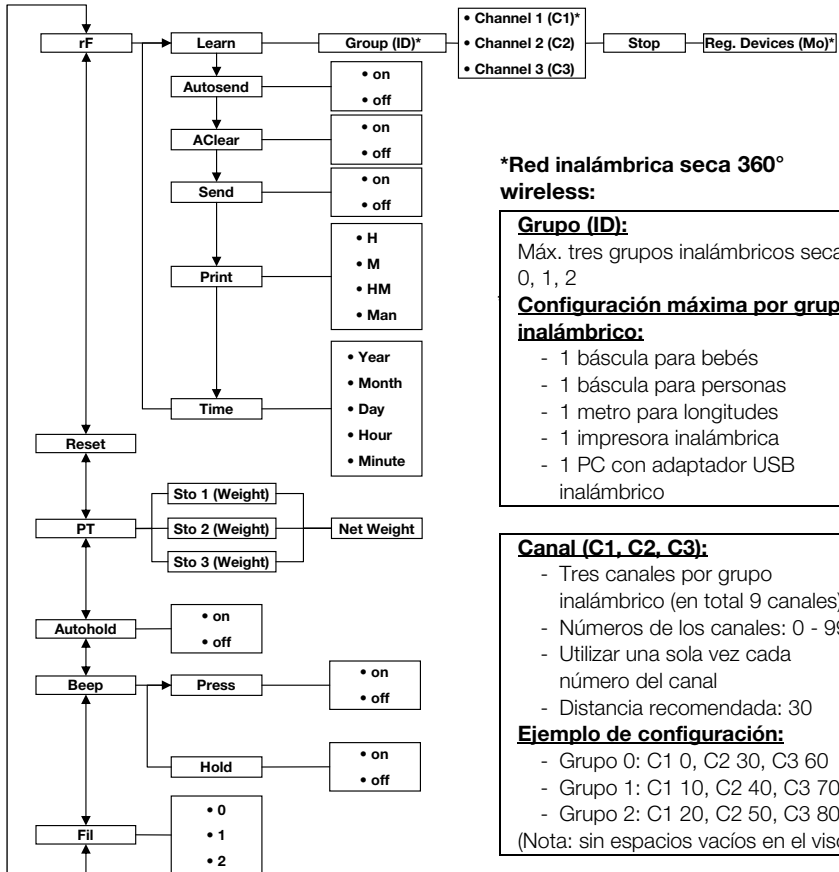 rF
Learn
Group (ID)*
• Channel 1 (C1)*
• Channel 2 (C2)
• Channel 3 (C3)
Stop
Reg. Devices (Mo)*
Autosend
• on
• off
AClear
• on
• off
Send
• on
• off
Print
• H
• M
• HM
• Man
Time
• Year
• Month
• Day
• Hour
• Minute
Reset
PT
Sto 1 (Weight)
Sto 2 (Weight)
Sto 3 (Weight)
Net Weight
Autohold
• on
• off
Beep
Press
• on
• off
Hold
• on
• off
Fil
• 0
• 1
• 2
*Red inalámbrica seca 360°
wireless:
Grupo (ID):
Máx. tres grupos inalámbricos seca
0, 1, 2
Configuración máxima por
inalámbrico:
- 1 báscula para bebés
- 1 báscula para personas
- 1 metro para longitudes
- 1 impresora inalámbrica
- 1 PC con adaptador USB
inalámbrico
Canal (C1, C2, C3):
- Tres canales por grupo
inalámbrico (en total 9 canales)
- Números de los canales: 0 - 99
- Utilizar una sola vez cada
número del canal
- Distancia recomendada: 30
Ejemplo de configuración:
- Grupo 0: C1 0, C2 30, C3 60
- Grupo 1: C1 10, C2 40, C3 70
- Grupo 2: C1 20, C2 50, C3 80
(Nota: sin espacios vacíos en el